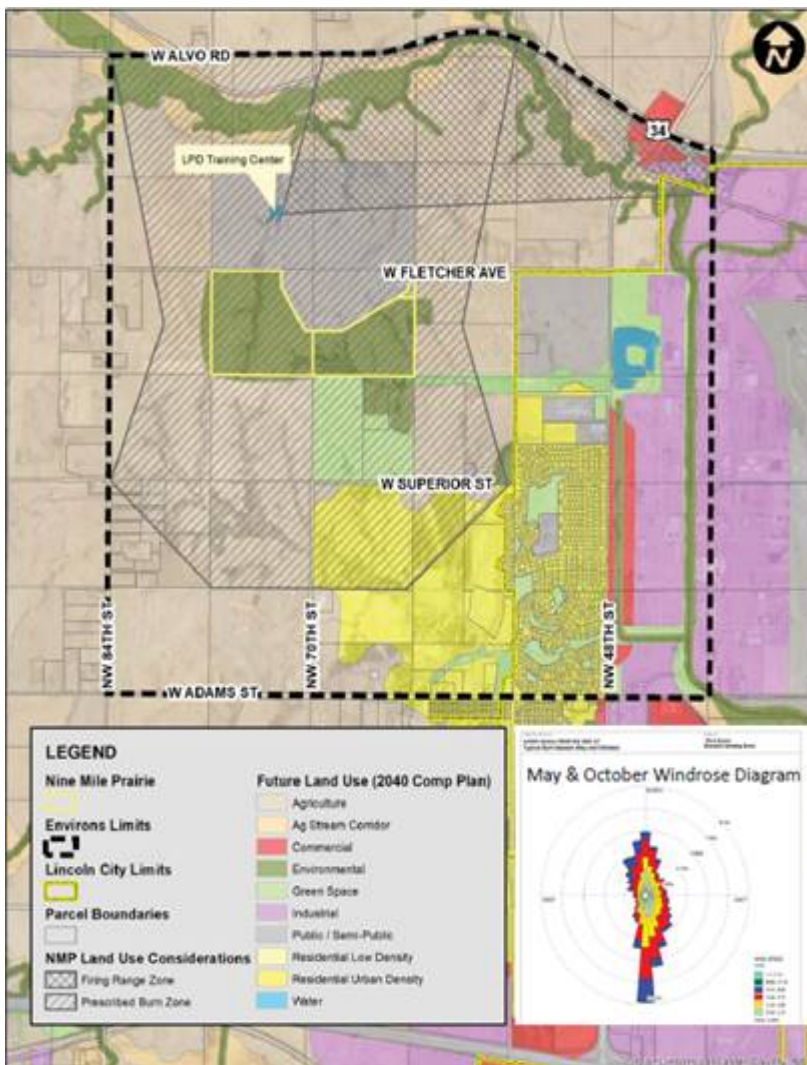 W ALVO RD
N
34
LPD Training Center
W FLETCHER AVE
W SUPERIOR ST
NW 84TH ST
NW 70TH ST
NW 48TH ST
W ADAMS ST
LEGEND
Nine Mile Prairie
Environs Limits
Lincoln City Limits
Parcel Boundaries
NMP Land Use Considerations
Firing Range Zone
Prescribed Burn Zone
Future Land Use (2040 Comp Plan)
Agriculture
Ag Stream Corridor
Commercial
Environmental
Green Space
Industrial
Public / Semi-Public
Residential Low Density
Residential Urban Density
Water
May & October Windrose Diagram